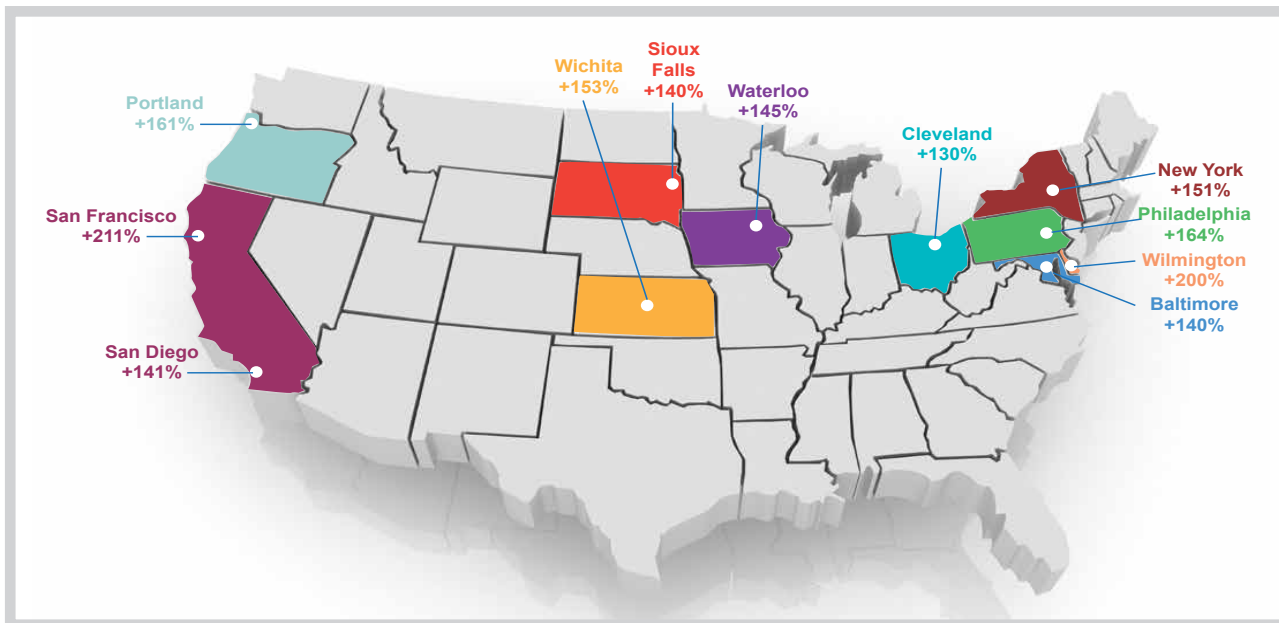 Sioux
Falls
+140%
Wichita
+153%
Waterloo
+145%
Portland
+161%
Cleveland
+130%
New York
+151%
San Francisco
+211%
Philadelphia
+164%
Wilmington
+200%
Baltimore
+140%
San Diego
+141%